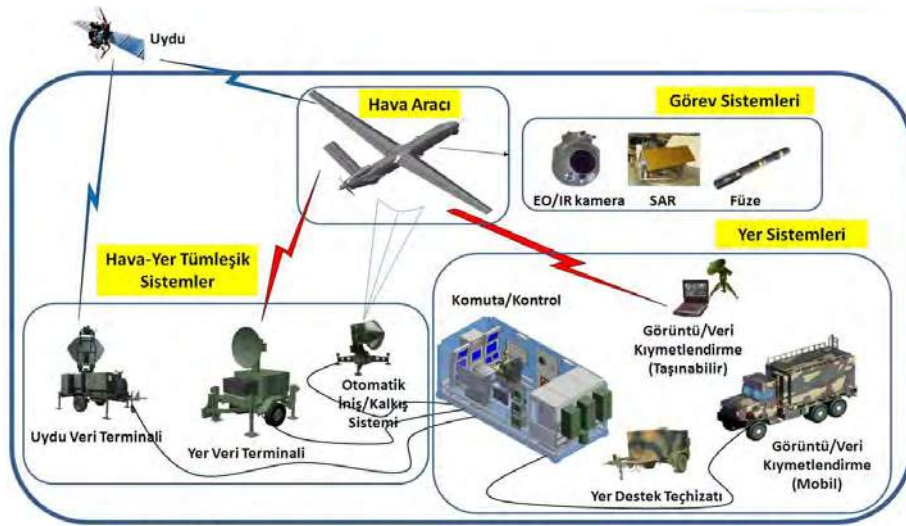 Uydu
Hava Aracı
Görev Sistemleri
EO/IR kamera
SAR
Füze
Hava-Yer Tümleşik
Sistemler
Yer Sistemleri
Komuta/Kontrol
Görüntü/Veri
Kıymetlendirme
(Taşınabilir)
Otomatik
İniş/Kalkış
Sistemi
Uydu Veri Terminali
Yer Veri Terminali
Görüntü/Veri
Kıymetlendirme
(Mobil)
Yer Destek Teçhizatı